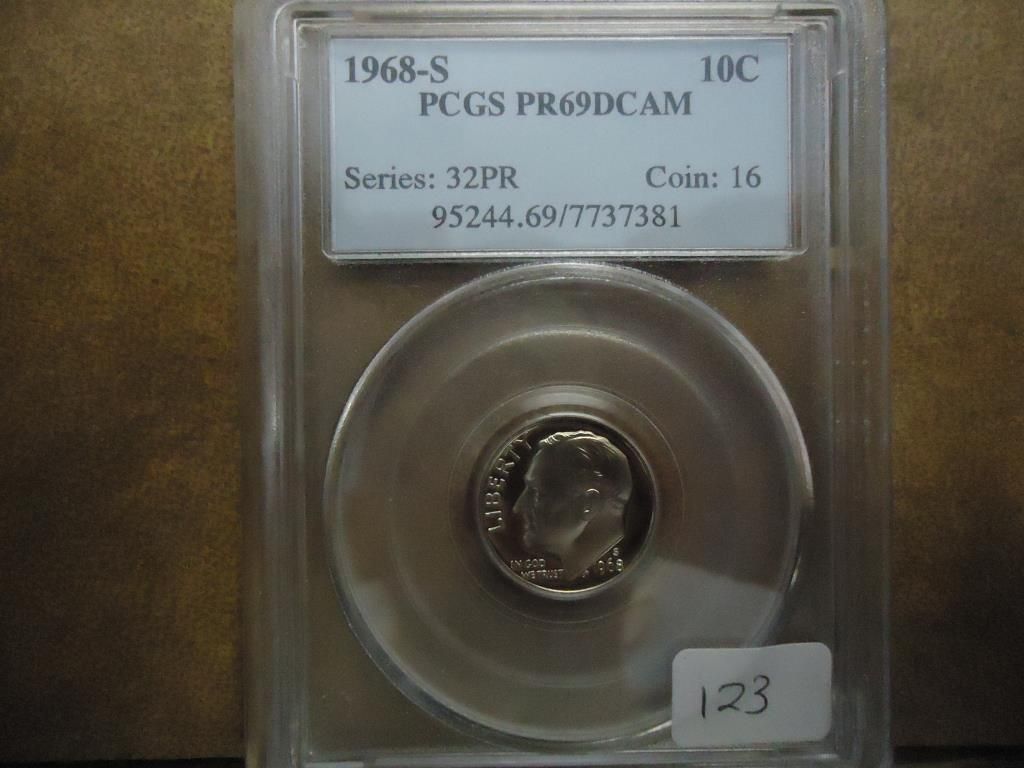 1968-S 10C
PCGS PR69DCAM
Series: 32PR Coin: 16
95244.69/7737381
LIBERTY
IN GOD
WE TRUST
S
1968
123